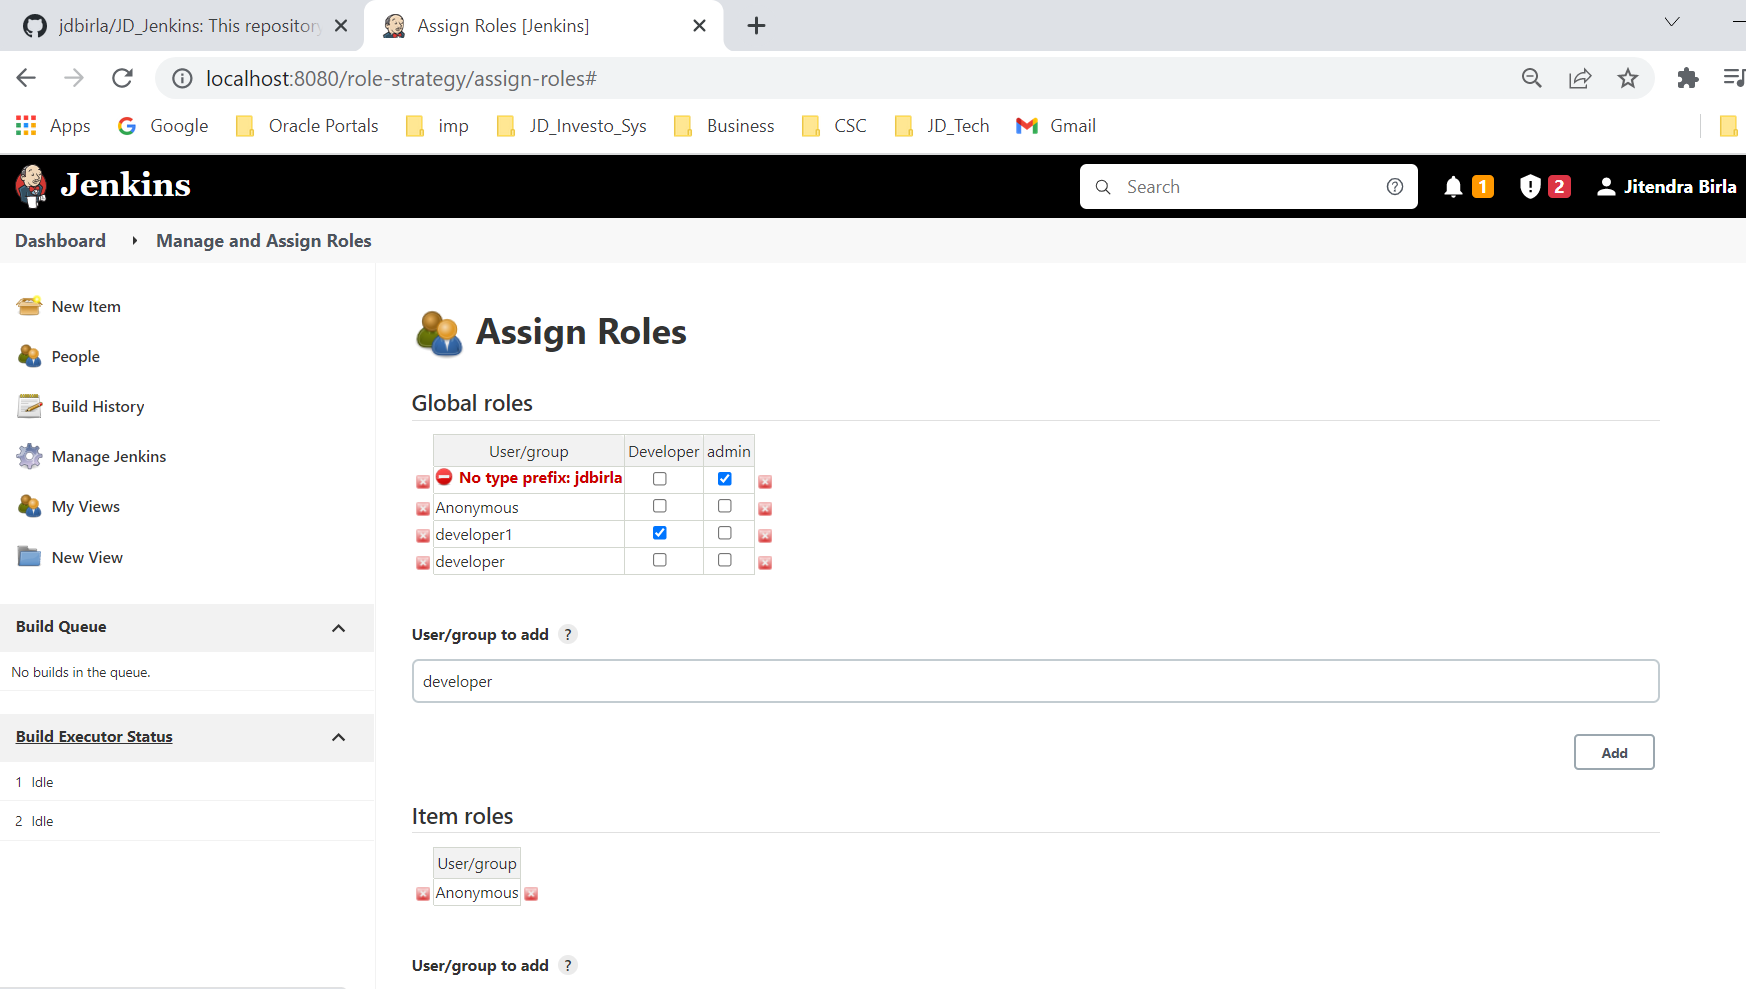 jdbirla/JD_Jenkins: This repository
Assign Roles [Jenkins]
localhost:8080/role-strategy/assign-roles#
Apps
Google
Oracle Portals
imp
JD_Investo_Sys
Business
CSC
JD_Tech
Gmail
Jenkins
Search
?
1
2
Jitendra Birla
Dashboard
Manage and Assign Roles
New Item
People
Build History
Manage Jenkins
My Views
New View
Build Queue
No builds in the queue.
Build Executor Status
1 Idle
2 Idle
Assign Roles
Global roles
User/group Developer admin
No type prefix: jdbirla
Anonymous
developer1
developer
User/group to add ?
developer
Add
Item roles
User/group
Anonymous
User/group to add ?